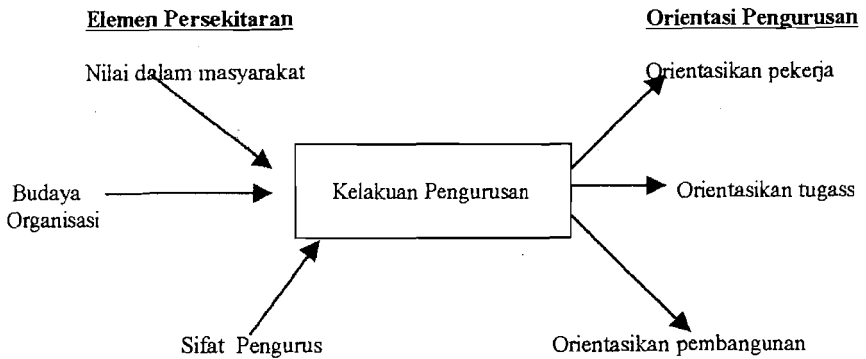 Elemen Persekitaran
Orientasi Pengurusan
Nilai dalam masyarakat
Orientasikan pekerja
Budaya
Organisasi
Kelakuan Pengurusan
Orientasikan tugass
Sifat Pengurus
Orientasikan pembangunan